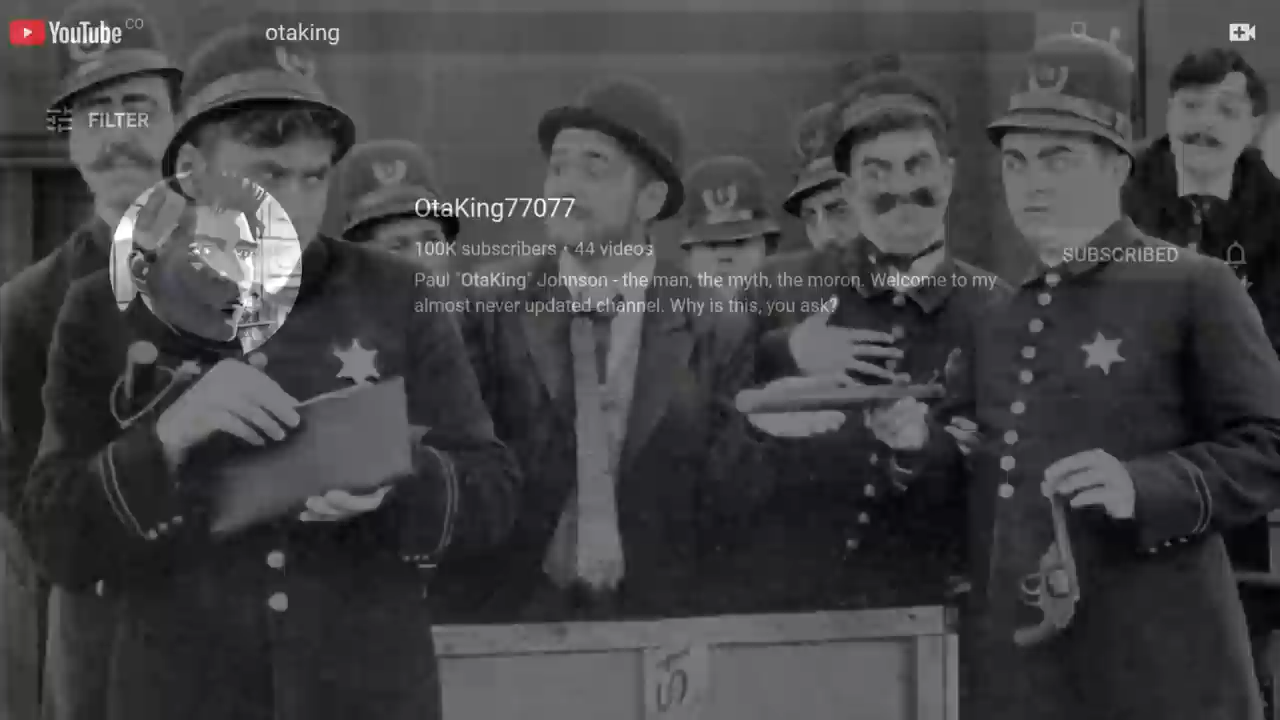 YouTube CO
otaking
FILTER
OtaKing77077
100K subscribers • 44 videos
SUBSCRIBED
Paul "OtaKing" Johnson - the man, the myth, the moron. Welcome to my
almost never updated channel. Why is this, you ask?